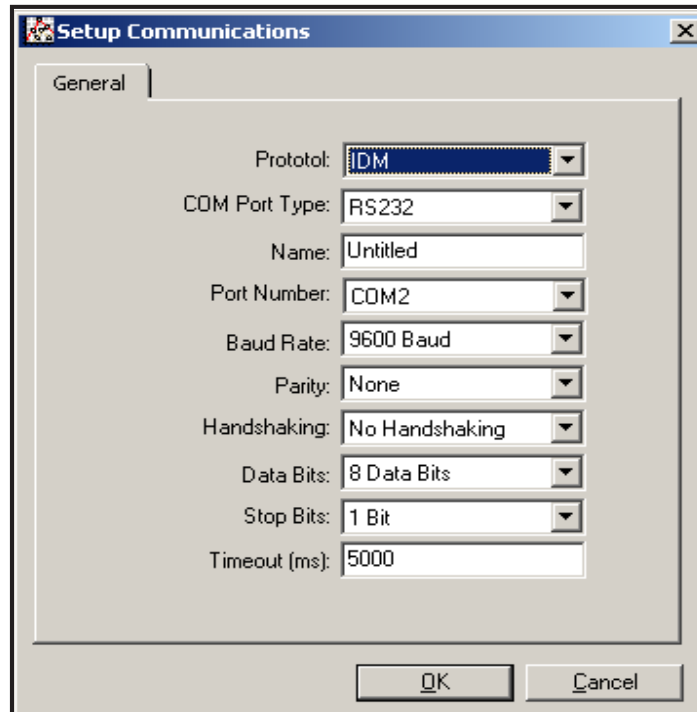 Setup Communications
General
Prototol: IDM
COM Port Type: RS232
Name: Untitled
Port Number: COM2
Baud Rate: 9600 Baud
Parity: None
Handshaking: No Handshaking
Data Bits: 8 Data Bits
Stop Bits: 1 Bit
Timeout (ms): 5000
OK Cancel